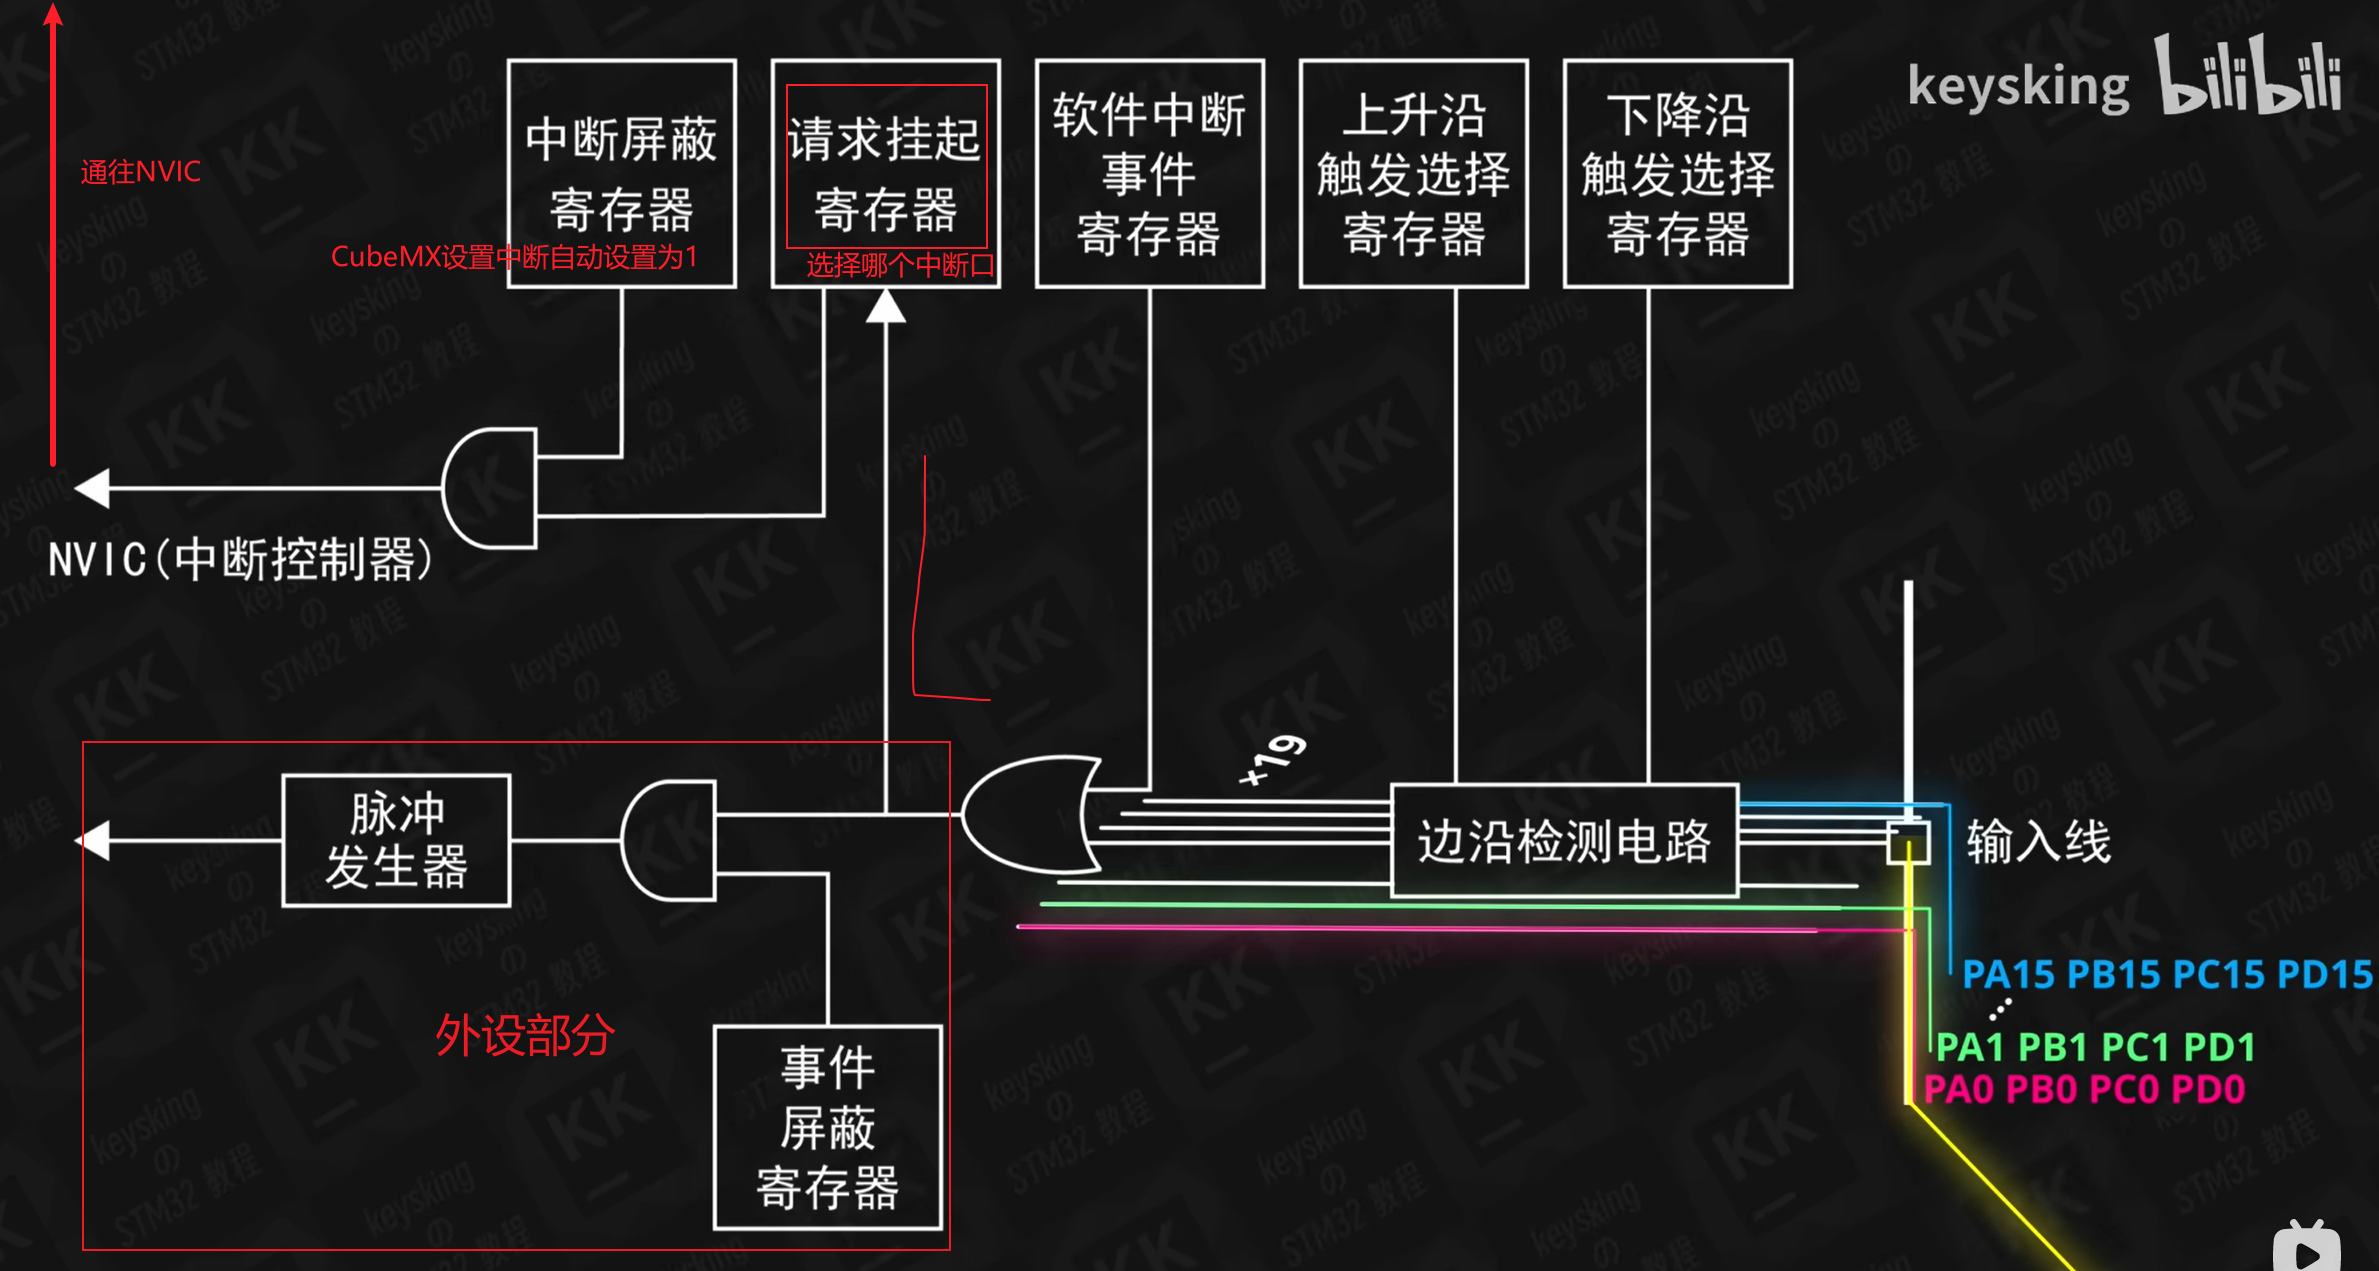 keysking bilibili
中断屏蔽
寄存器
请求挂起
寄存器
软件中断
事件
寄存器
上升沿
触发选择
寄存器
下降沿
触发选择
寄存器
通往NVIC
CubeMX设置中断自动设置为1
选择哪个中断口
NVIC(中断控制器)
×19
脉冲
发生器
边沿检测电路
输入线
PA15 PB15 PC15 PD15
PA1 PB1 PC1 PD1
PA0 PB0 PC0 PD0
外设部分
事件
屏蔽
寄存器
keysking
の
STM32 教程
KK